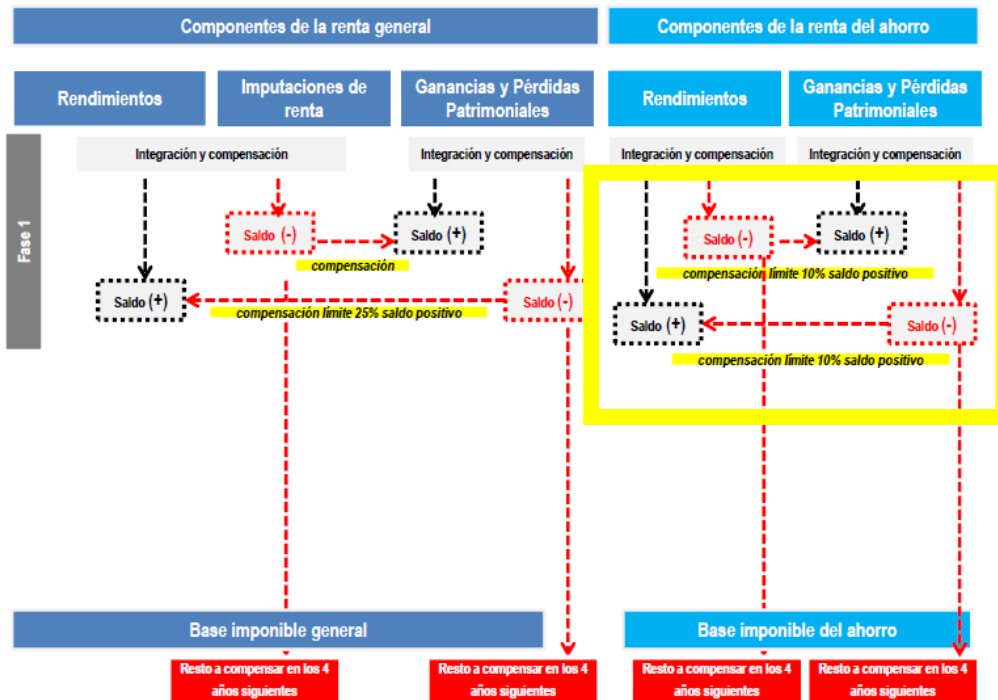 Componentes de la renta general
Componentes de la renta del ahorro
Rendimientos
Imputaciones de
renta
Ganancias y Pérdidas
Patrimoniales
Rendimientos
Ganancias y Pérdidas
Patrimoniales
Fase 1
Integración y compensación
Integración y compensación
Integración y compensación
Integración y compensación
Saldo (-)
Saldo (+)
Saldo (-)
Saldo (+)
compensación
compensación límite 10% saldo positivo
Saldo (+)
compensación límite 25% saldo positivo
Saldo (-)
Saldo (+)
Saldo (-)
compensación límite 10% saldo positivo
Base imponible general
Base imponible del ahorro
Resto a compensar en los 4
años siguientes
Resto a compensar en los 4
años siguientes
Resto a compensar en los 4
años siguientes
Resto a compensar en los 4
años siguientes